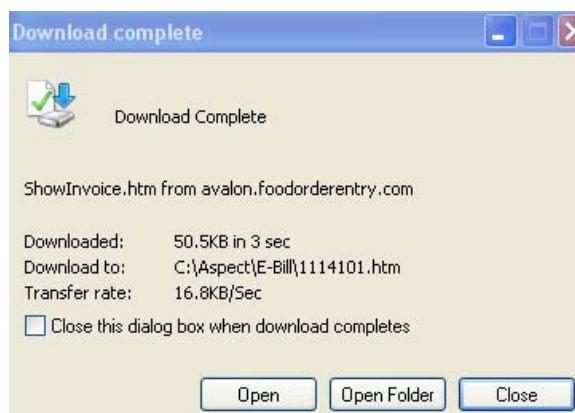 Download complete
Download Complete
ShowInvoice.htm from avalon.foodorderentry.com
Downloaded: 50.5KB in 3 sec
Download to: C:\Aspect\E-Bill\1114101.htm
Transfer rate: 16.8KB/Sec
Close this dialog box when download completes
Open Open Folder Close